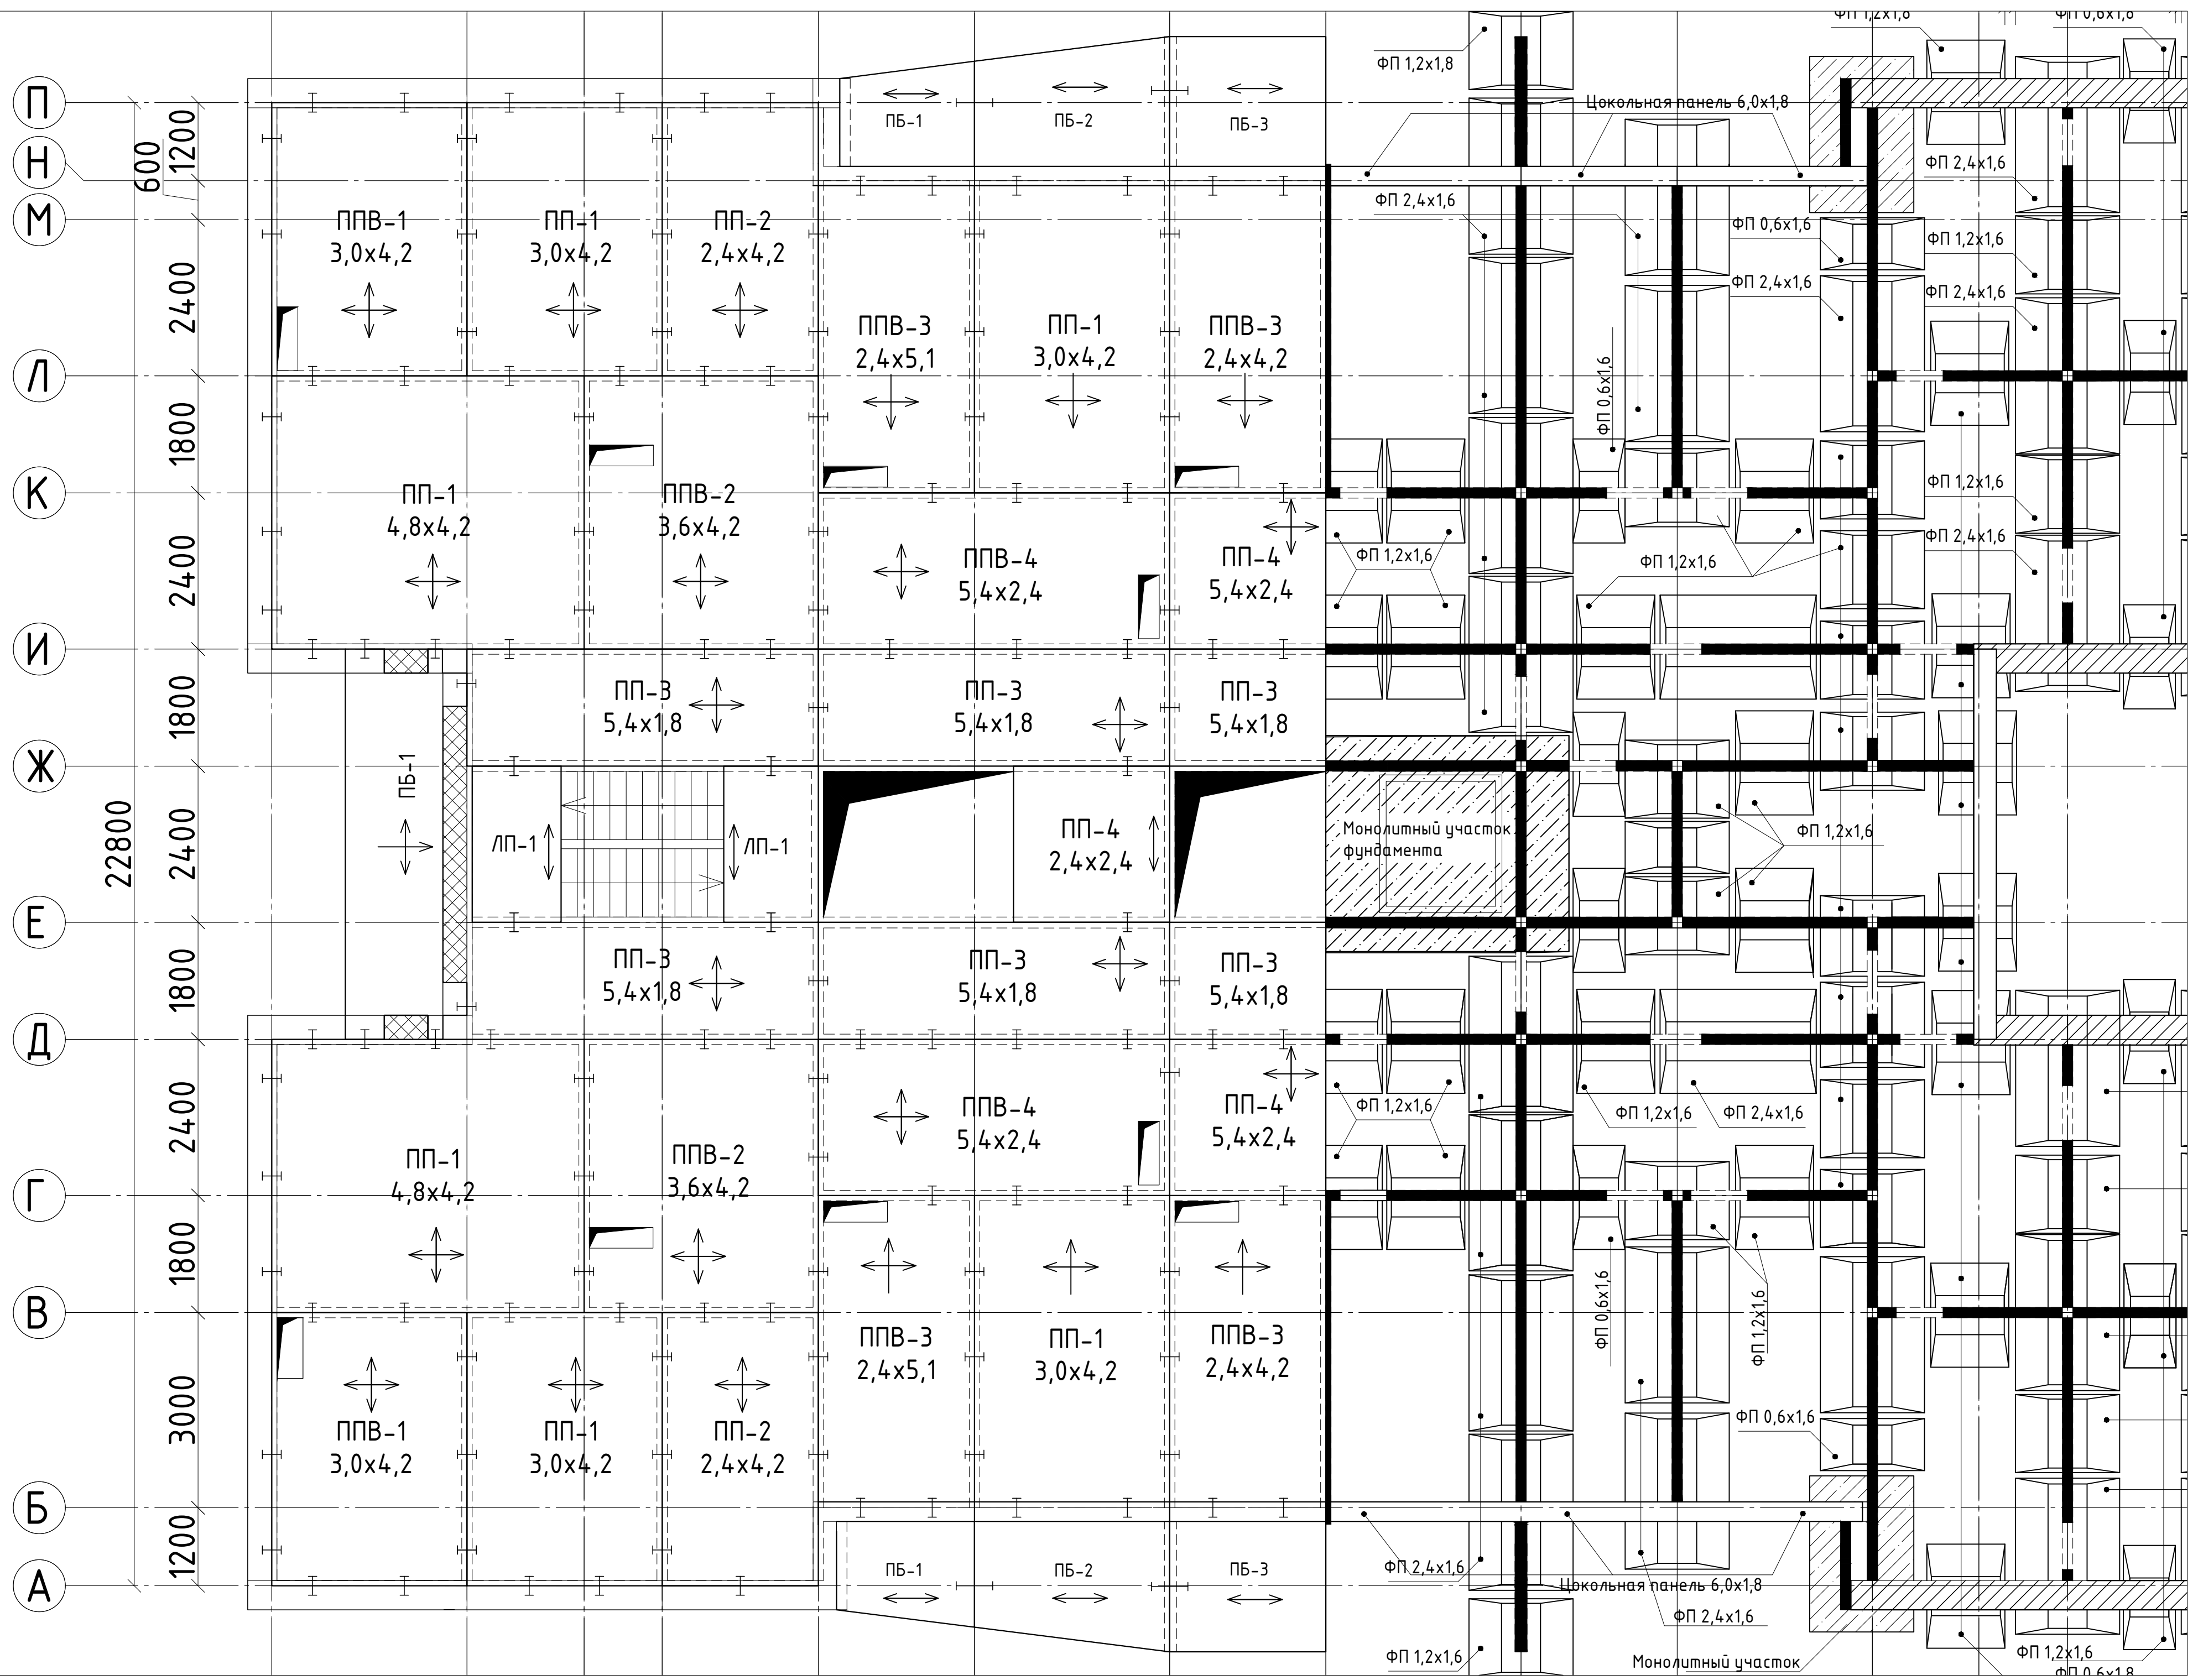 ФП 1,2х1,8
ФП 0,6х1,8
П
Н
М
Л
К
И
Ж
Е
Д
Г
В
Б
А
1200
600
2400
1800
2400
1800
2400
1800
2400
1800
3000
1200
22800
ПБ-1
ПБ-2
ПБ-3
ФП 1,2х1,8
Цокольная панель 6,0х1,8
ФП 2,4х1,6
ФП 2,4х1,6
ФП 0,6х1,6
ФП 1,2х1,6
ФП 2,4х1,6
ФП 2,4х1,6
ППВ-1
3,0х4,2
ПП-1
3,0х4,2
ПП-2
2,4х4,2
ППВ-3
2,4х5,1
ПП-1
3,0х4,2
ППВ-3
2,4х4,2
ФП 0,6х1,6
ПП-1
4,8х4,2
ППВ-2
3,6х4,2
ППВ-4
5,4х2,4
ПП-4
5,4х2,4
ФП 1,2х1,6
ФП 1,2х1,6
ФП 1,2х1,6
ФП 2,4х1,6
ПП-3
5,4х1,8
ПП-3
5,4х1,8
ПП-3
5,4х1,8
ПБ-1
ЛП-1
ЛП-1
ПП-4
2,4х2,4
Монолитный участок
фундамента
ФП 1,2х1,6
ПП-3
5,4х1,8
ПП-3
5,4х1,8
ПП-3
5,4х1,8
ПП-1
4,8х4,2
ППВ-2
3,6х4,2
ППВ-4
5,4х2,4
ПП-4
5,4х2,4
ФП 1,2х1,6
ФП 1,2х1,6
ФП 2,4х1,6
ППВ-3
2,4х5,1
ПП-1
3,0х4,2
ППВ-3
2,4х4,2
ФП 0,6х1,6
ФП 1,2х1,6
ППВ-1
3,0х4,2
ПП-1
3,0х4,2
ПП-2
2,4х4,2
ФП 0,6х1,6
ПБ-1
ПБ-2
ПБ-3
ФП 2,4х1,6
Цокольная панель 6,0х1,8
ФП 2,4х1,6
ФП 1,2х1,6
Монолитный участок
ФП 1,2х1,6
ФП 0,6х1,8